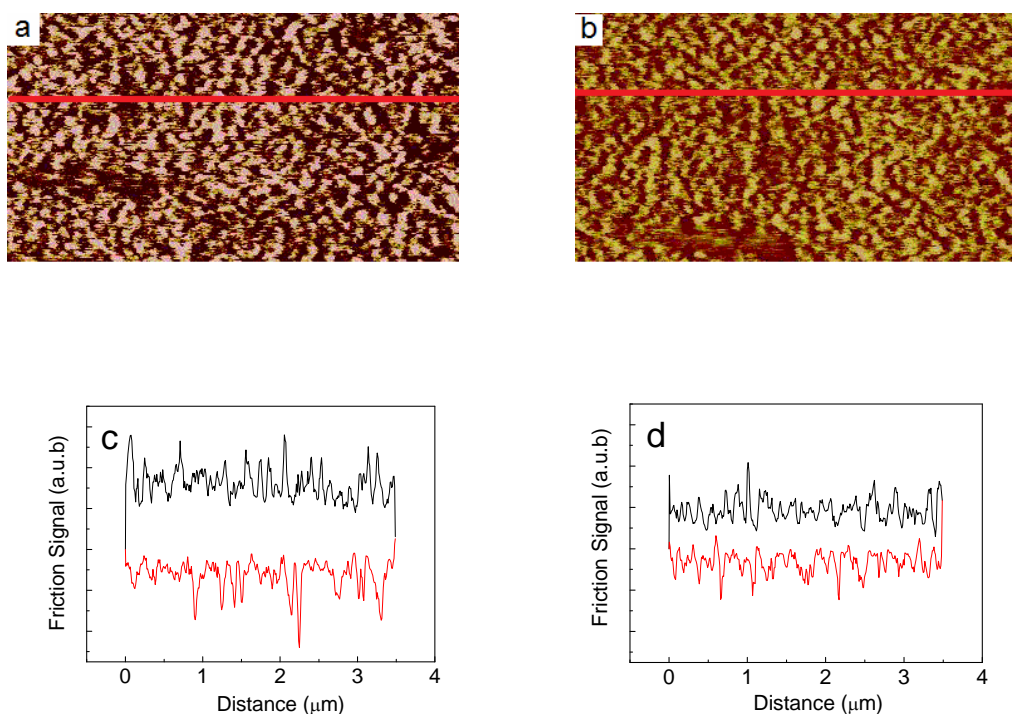 a
b
c
Friction Signal (a.u.b)
0 1 2 3 4
Distance (μm)
d
Friction Signal (a.u.b)
0 1 2 3 4
Distance (μm)